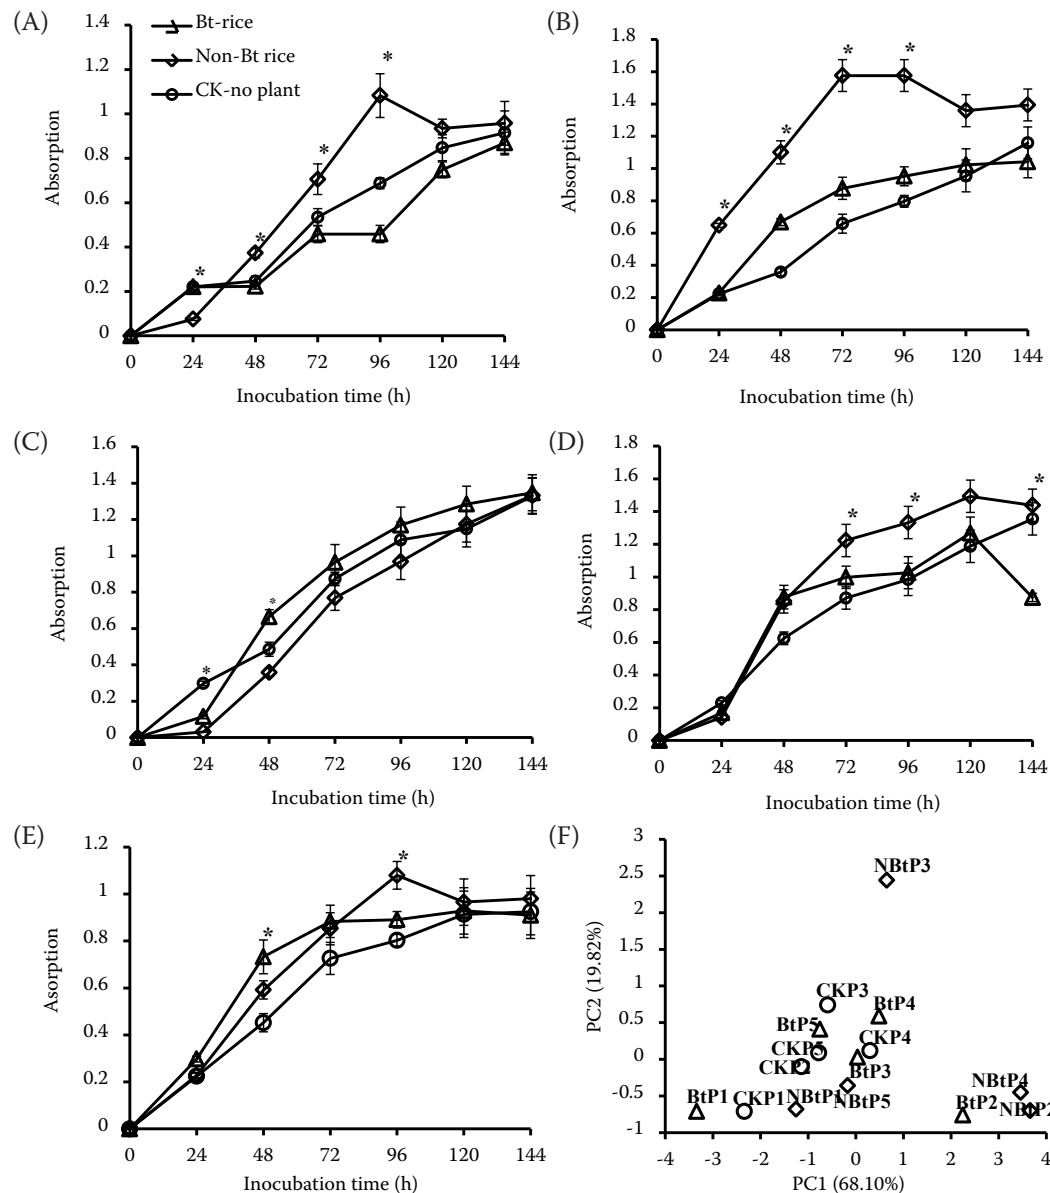 (A)
1.4
1.2
1
0.8
0.6
0.4
0.2
0
Absorption
Bt-rice
Non-Bt rice
CK-no plant
*
*
*
*
0 24 48 72 96 120 144
Inocubation time (h)
(B)
1.8
1.6
1.4
1.2
1
0.8
0.6
0.4
0.2
0
Absorption
*
*
*
*
0 24 48 72 96 120 144
Inocubation time (h)
(C)
1.6
1.4
1.2
1
0.8
0.6
0.4
0.2
0
Absorption
*
*
0 24 48 72 96 120 144
Incubation time (h)
(D)
1.8
1.6
1.4
1.2
1
0.8
0.6
0.4
0.2
0
Absorption
*
*
*
0 24 48 72 96 120 144
Inocubation time (h)
(E)
1.2
1
0.8
0.6
0.4
0.2
0
Asorption
*
*
0 24 48 72 96 120 144
Inocubation time (h)
(F)
3
2.5
2
1.5
1
0.5
0
-0.5
-1
PC2 (19.82%)
NBtP3
CKP3
BtP4
BtP5
CKP4
CKP5
BtP3
NBtP4
BtP1
CKP1
NBtP1
NBtP5
BtP2
NBtP2
-4 -3 -2 -1 0 1 2 3 4
PC1 (68.10%)